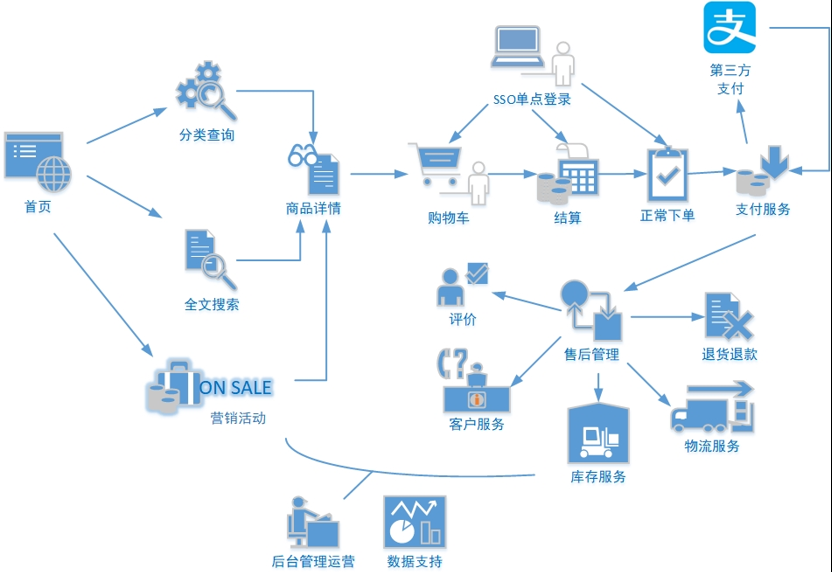 支
第三方
支付
SSO单点登录
分类查询
首页
商品详情
购物车
结算
正常下单
支付服务
全文搜索
评价
售后管理
退货退款
ON SALE
营销活动
客户服务
物流服务
库存服务
后台管理运营
数据支持